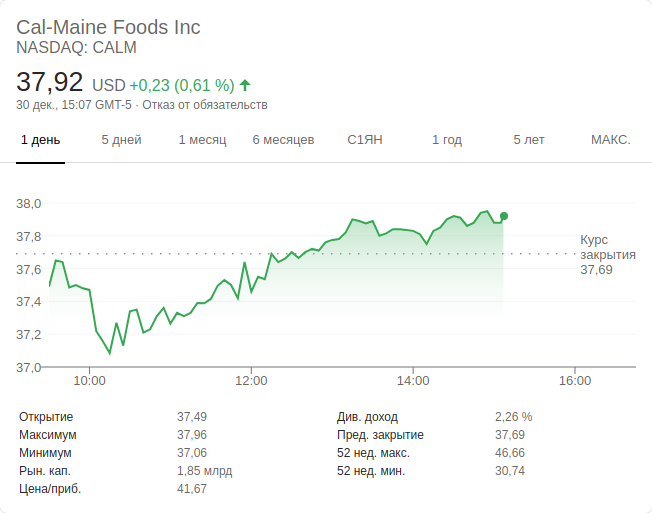 Cal-Maine Foods Inc
NASDAQ: CALM
37,92 USD +0,23 (0,61 %)
30 дек., 15:07 GMT-5 · Отказ от обязательств
1 день 5 дней 1 месяц 6 месяцев С1ЯН 1 год 5 лет МАКС.
38,0
37,8
37,6
37,4
37,2
37,0
Курс
закрытия
37,69
10:00 12:00 14:00 16:00
Открытие 37,49 Див. доход 2,26 %
Максимум 37,96 Пред. закрытие 37,69
Минимум 37,06 52 нед. макс. 46,66
Рын. кап. 1,85 млрд 52 нед. мин. 30,74
Цена/приб. 41,67